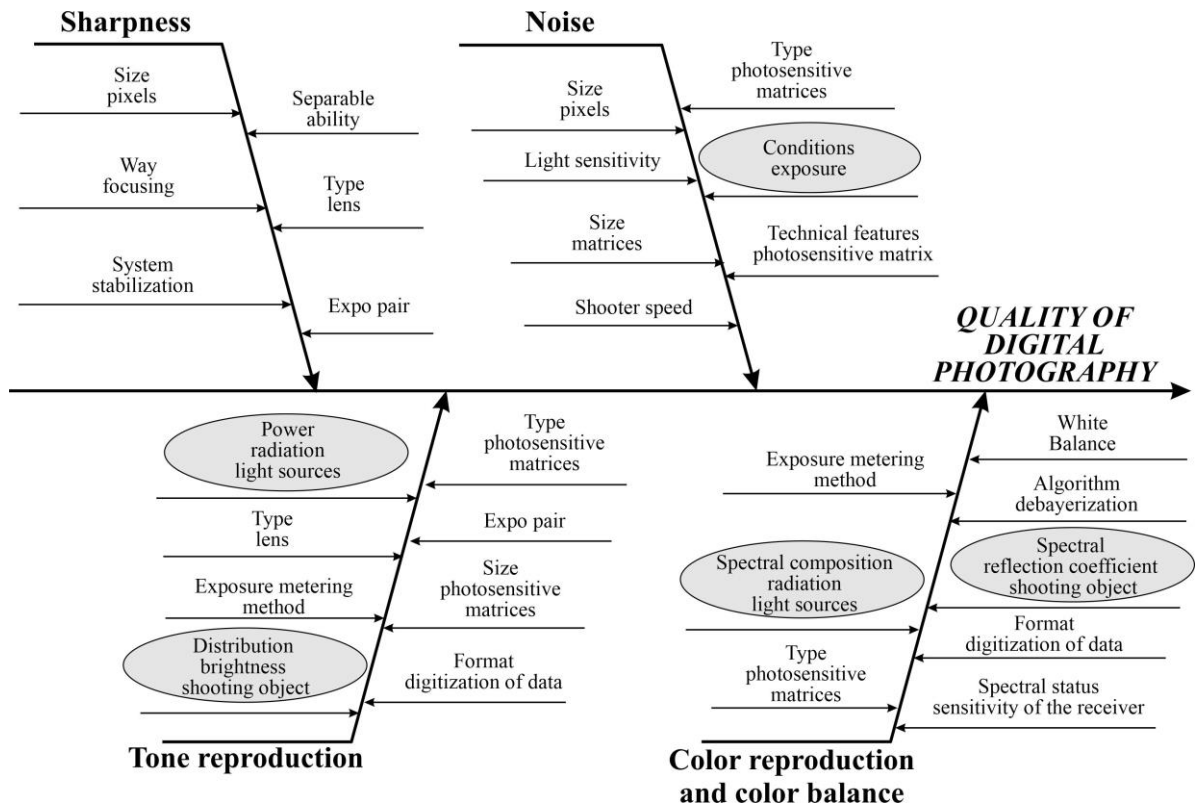 Sharpness
Size
pixels
Separable
ability
Way
focusing
Type
lens
System
stabilization
Expo pair
Noise
Type
photosensitive
matrices
Size
pixels
Conditions
exposure
Light sensitivity
Size
matrices
Technical features
photosensitive matrix
Shooter speed
QUALITY OF
DIGITAL
PHOTOGRAPHY
Power
radiation
light sources
Type
photosensitive
matrices
Type
lens
Expo pair
Exposure metering
method
Size
photosensitive
matrices
Distribution
brightness
shooting object
Format
digitization of data
Tone reproduction
White
Balance
Exposure metering
method
Algorithm
debayerization
Spectral composition
radiation
light sources
Spectral
reflection coefficient
shooting object
Format
digitization of data
Type
photosensitive
matrices
Spectral status
sensitivity of the receiver
Color reproduction
and color balance